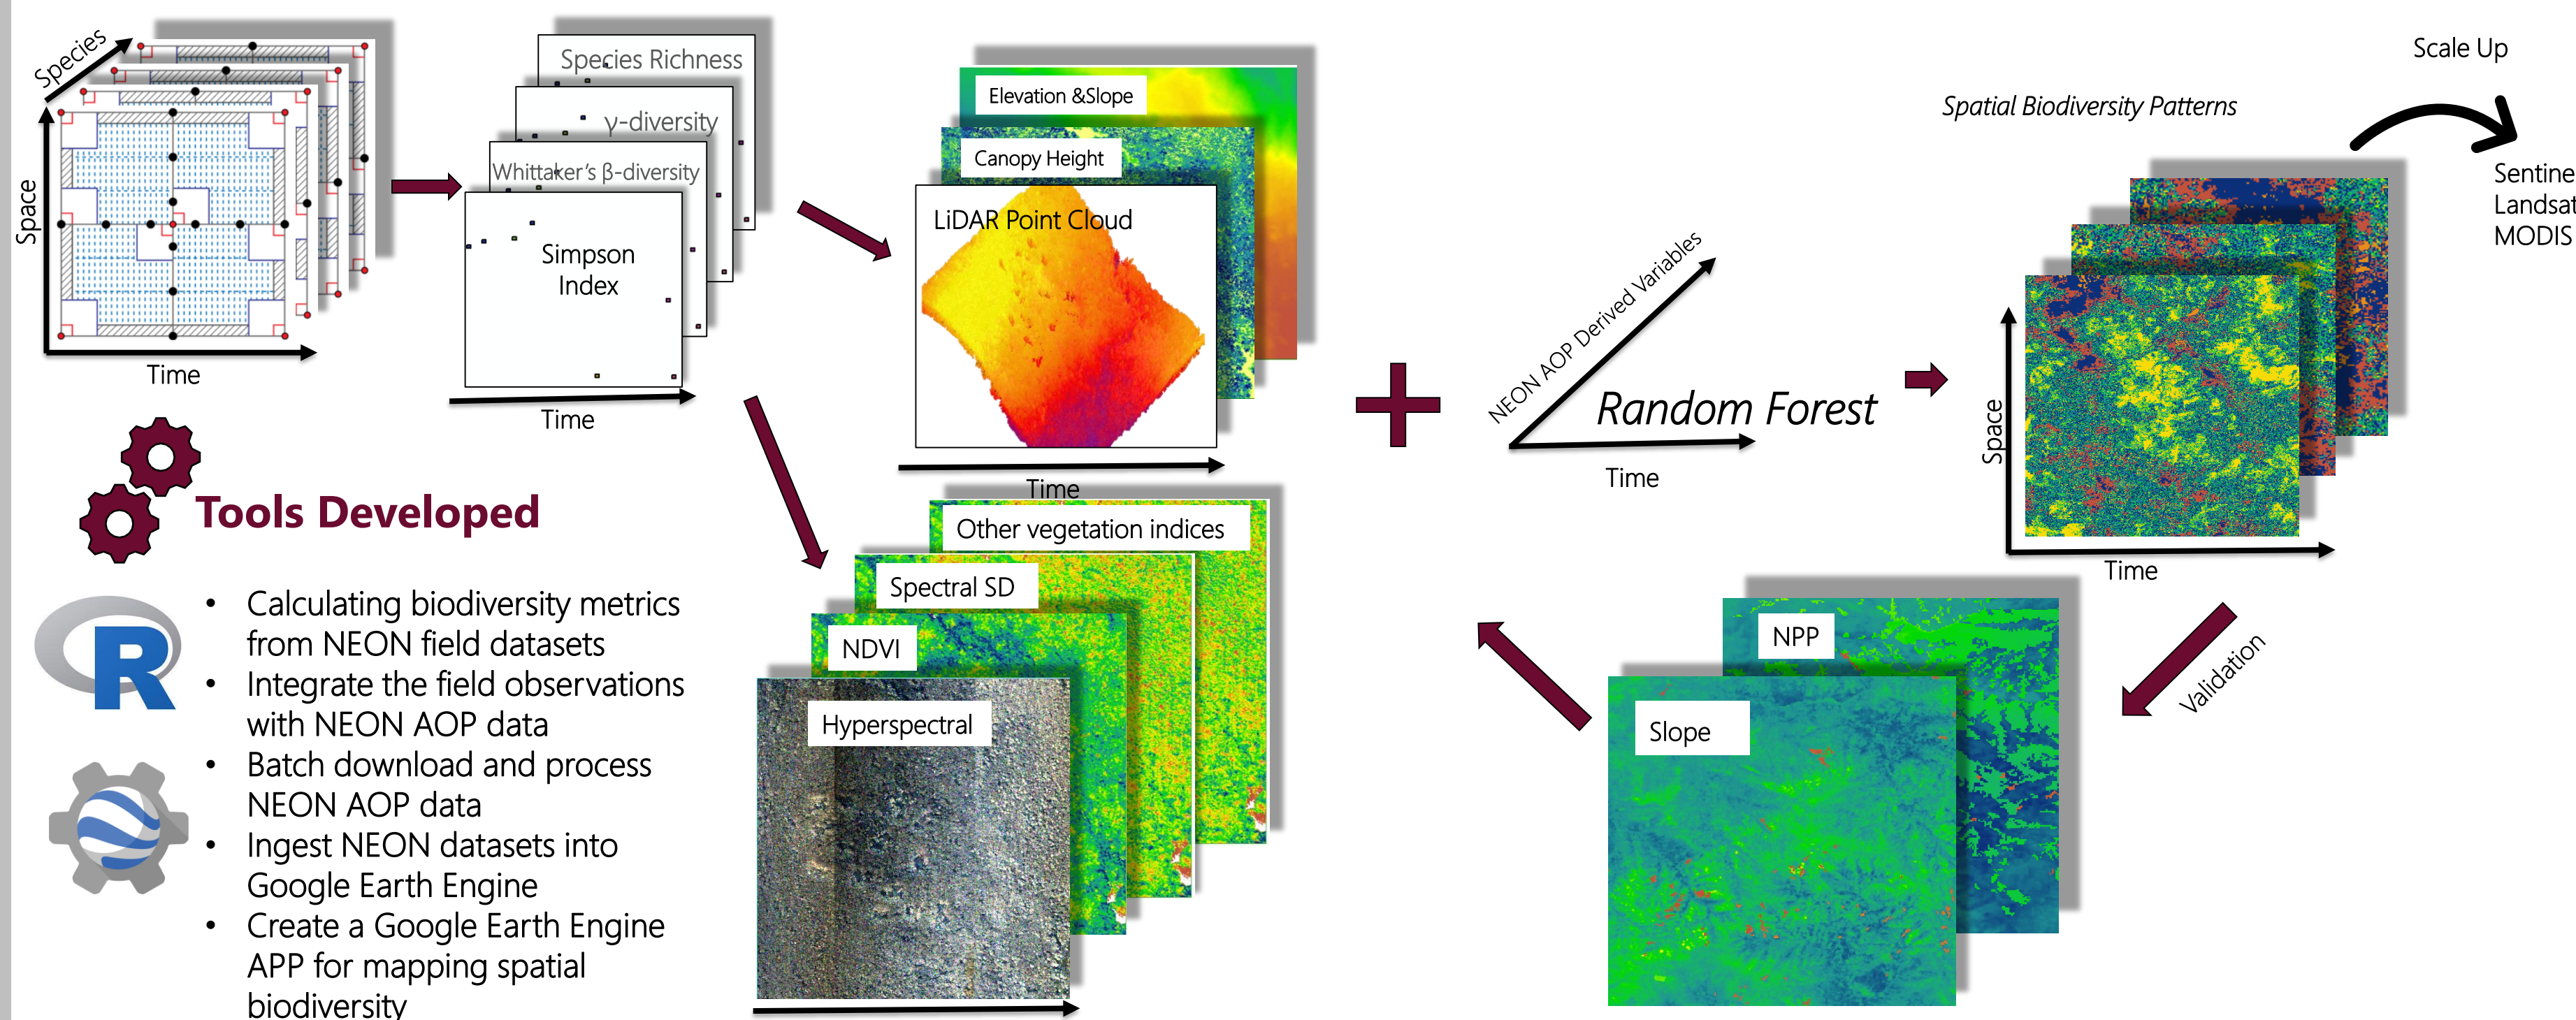 Species
Space
Time
Species Richness
γ-diversity
Whittaker's β-diversity
Simpson
Index
Time
Elevation &Slope
Canopy Height
LiDAR Point Cloud
Time
Other vegetation indices
Spectral SD
NDVI
Hyperspectral
NEON AOP Derived Variables
Random Forest
Time
Spatial Biodiversity Patterns
Scale Up
Sentine
Landsat
MODIS
Space
Time
Validation
NPP
Slope
Tools Developed
R
• Calculating biodiversity metrics
from NEON field datasets
• Integrate the field observations
with NEON AOP data
• Batch download and process
NEON AOP data
• Ingest NEON datasets into
Google Earth Engine
• Create a Google Earth Engine
APP for mapping spatial
biodiversity